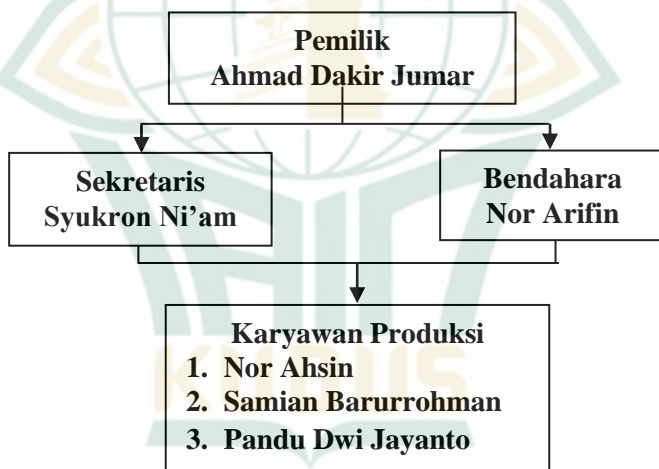 Pemilik
Ahmad Dakir Jumar
Sekretaris
Syukron Ni’am
Bendahara
Nor Arifin
Karyawan Produksi
1. Nor Ahsin
2. Samian Barurrohman
3. Pandu Dwi Jayanto
KUDUS